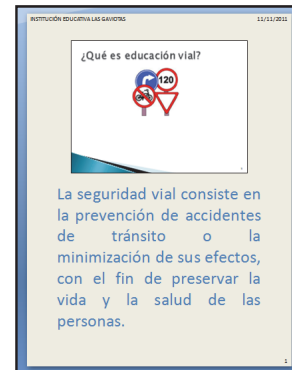 INSTITUCIÓN EDUCATIVA LAS GAVIOTAS 11/11/2011
¿Qué es educación vial?
120
La seguridad vial consiste en
la prevención de accidentes
de tránsito o la
minimización de sus efectos,
con el fin de preservar la
vida y la salud de las
personas.
1